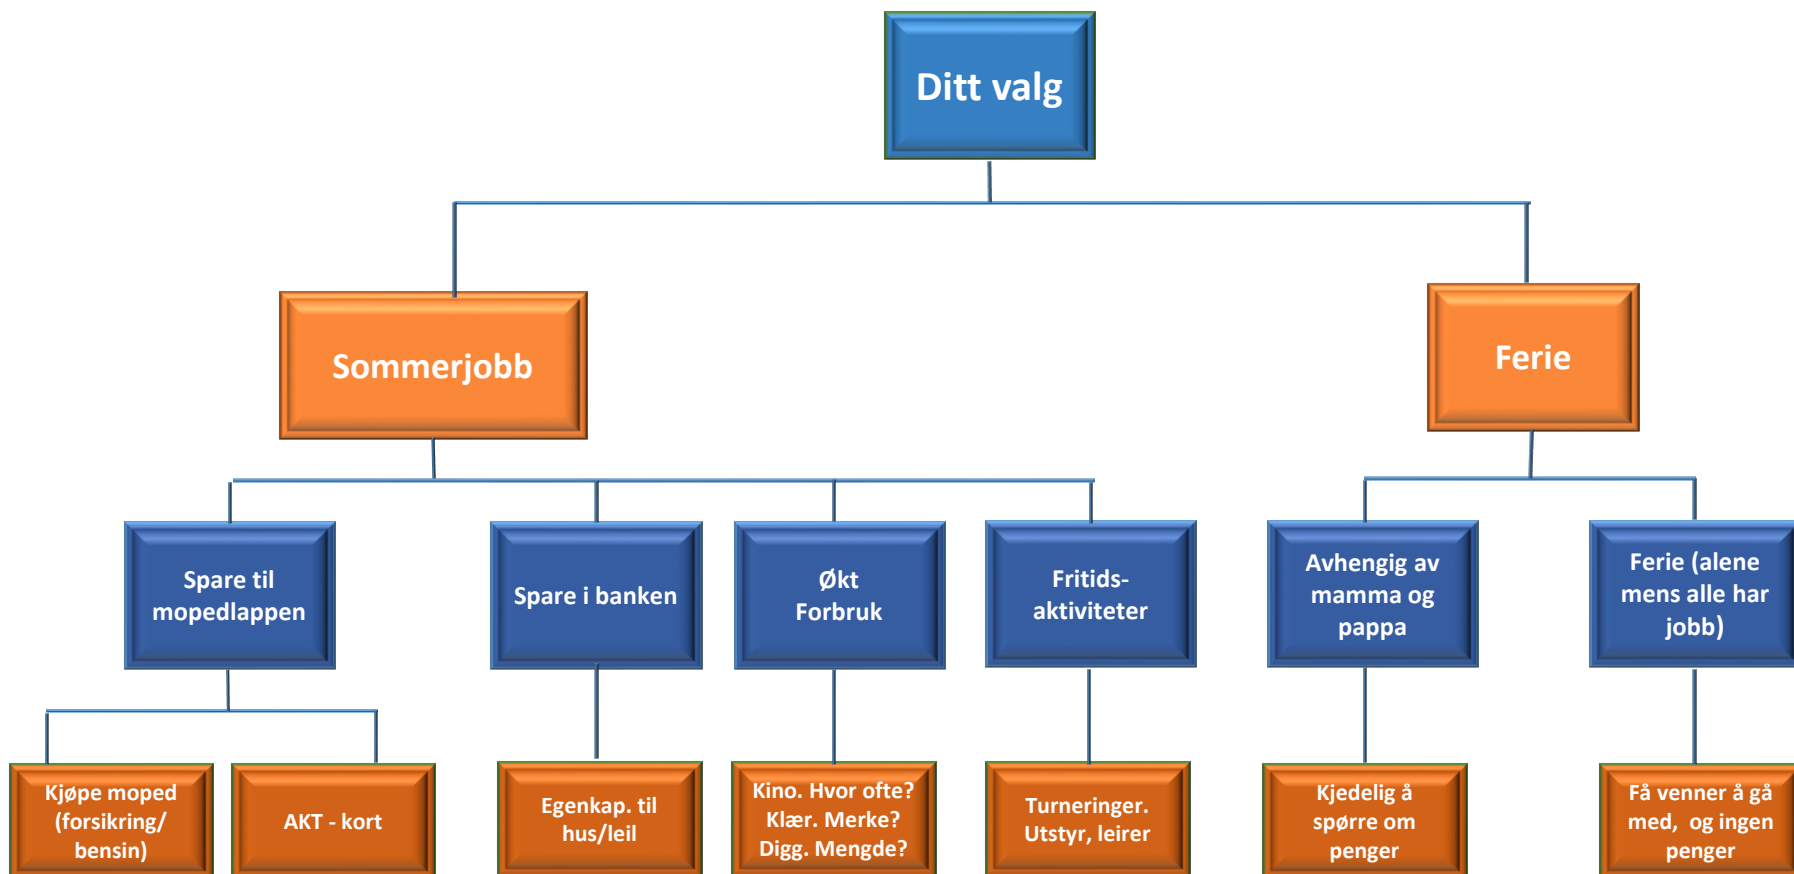 Ditt valg
Sommerjobb
Ferie
Spare til
mopedlappen
Spare i banken
Økt
Forbruk
Fritids-
aktiviteter
Avhengig av
mamma og
pappa
Ferie (alene
mens alle har
jobb)
Kjøpe moped
(forsikring/
bensin)
AKT - kort
Egenkap. til
hus/leil
Kino. Hvor ofte?
Klær. Merke?
Digg. Mengde?
Turneringer.
Utstyr, leirer
Kjedelig å
spørre om
penger
Få venner å gå
med, og ingen
penger